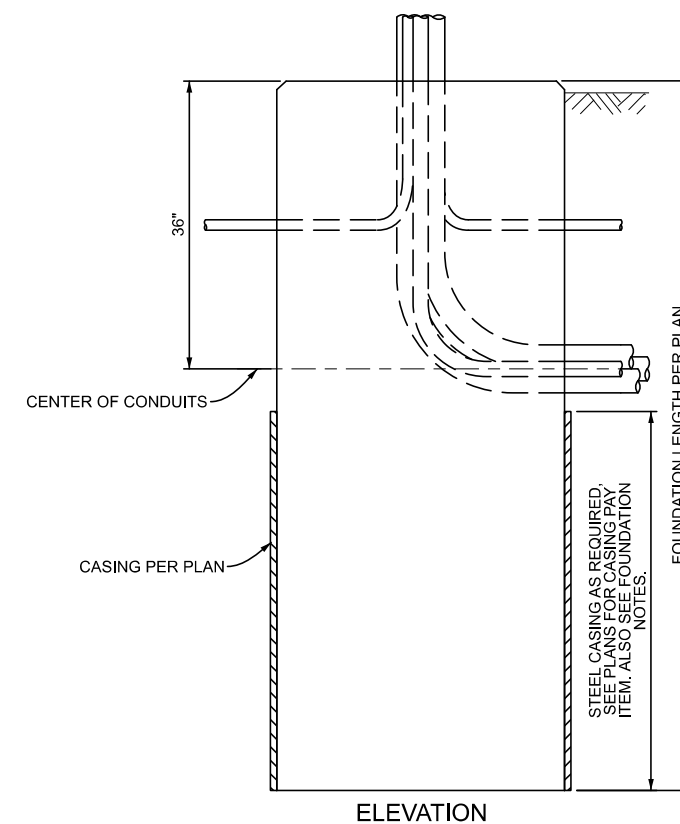 36"
CENTER OF CONDUITS
CASING PER PLAN
STEEL CASING AS REQUIRED,
SEE PLANS FOR CASING PAY
ITEM. ALSO SEE FOUNDATION
NOTES.
FOUNDATION LENGTH PER PLAN
ELEVATION